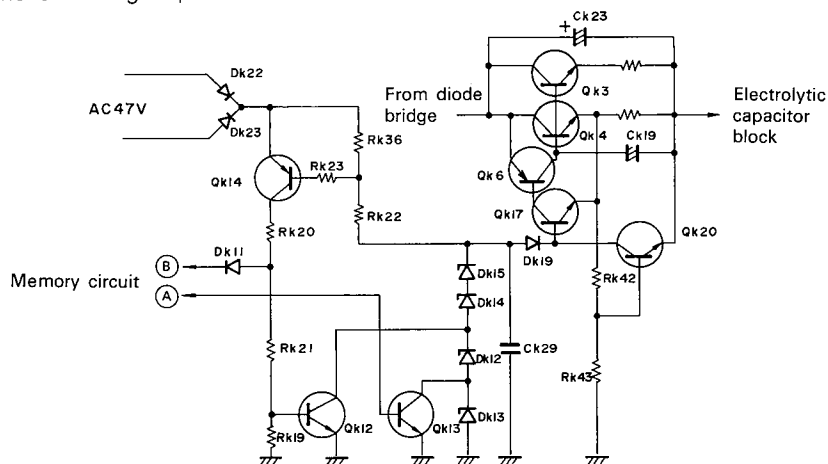 Ck23
+
Dk22
AC47V
Dk23
From diode
bridge
Qk3
Electrolytic
capacitor
block
Qk4
Ck19
Rk36
Rk23
Qk14
Qk6
Rk22
Qk17
Qk20
Rk20
Dk11
Dk19
Memory circuit
B
A
Dk15
Dk14
Rk42
Rk21
Dk12
Ck29
Rk43
Rk19
Qk12
Qk13
Dk13